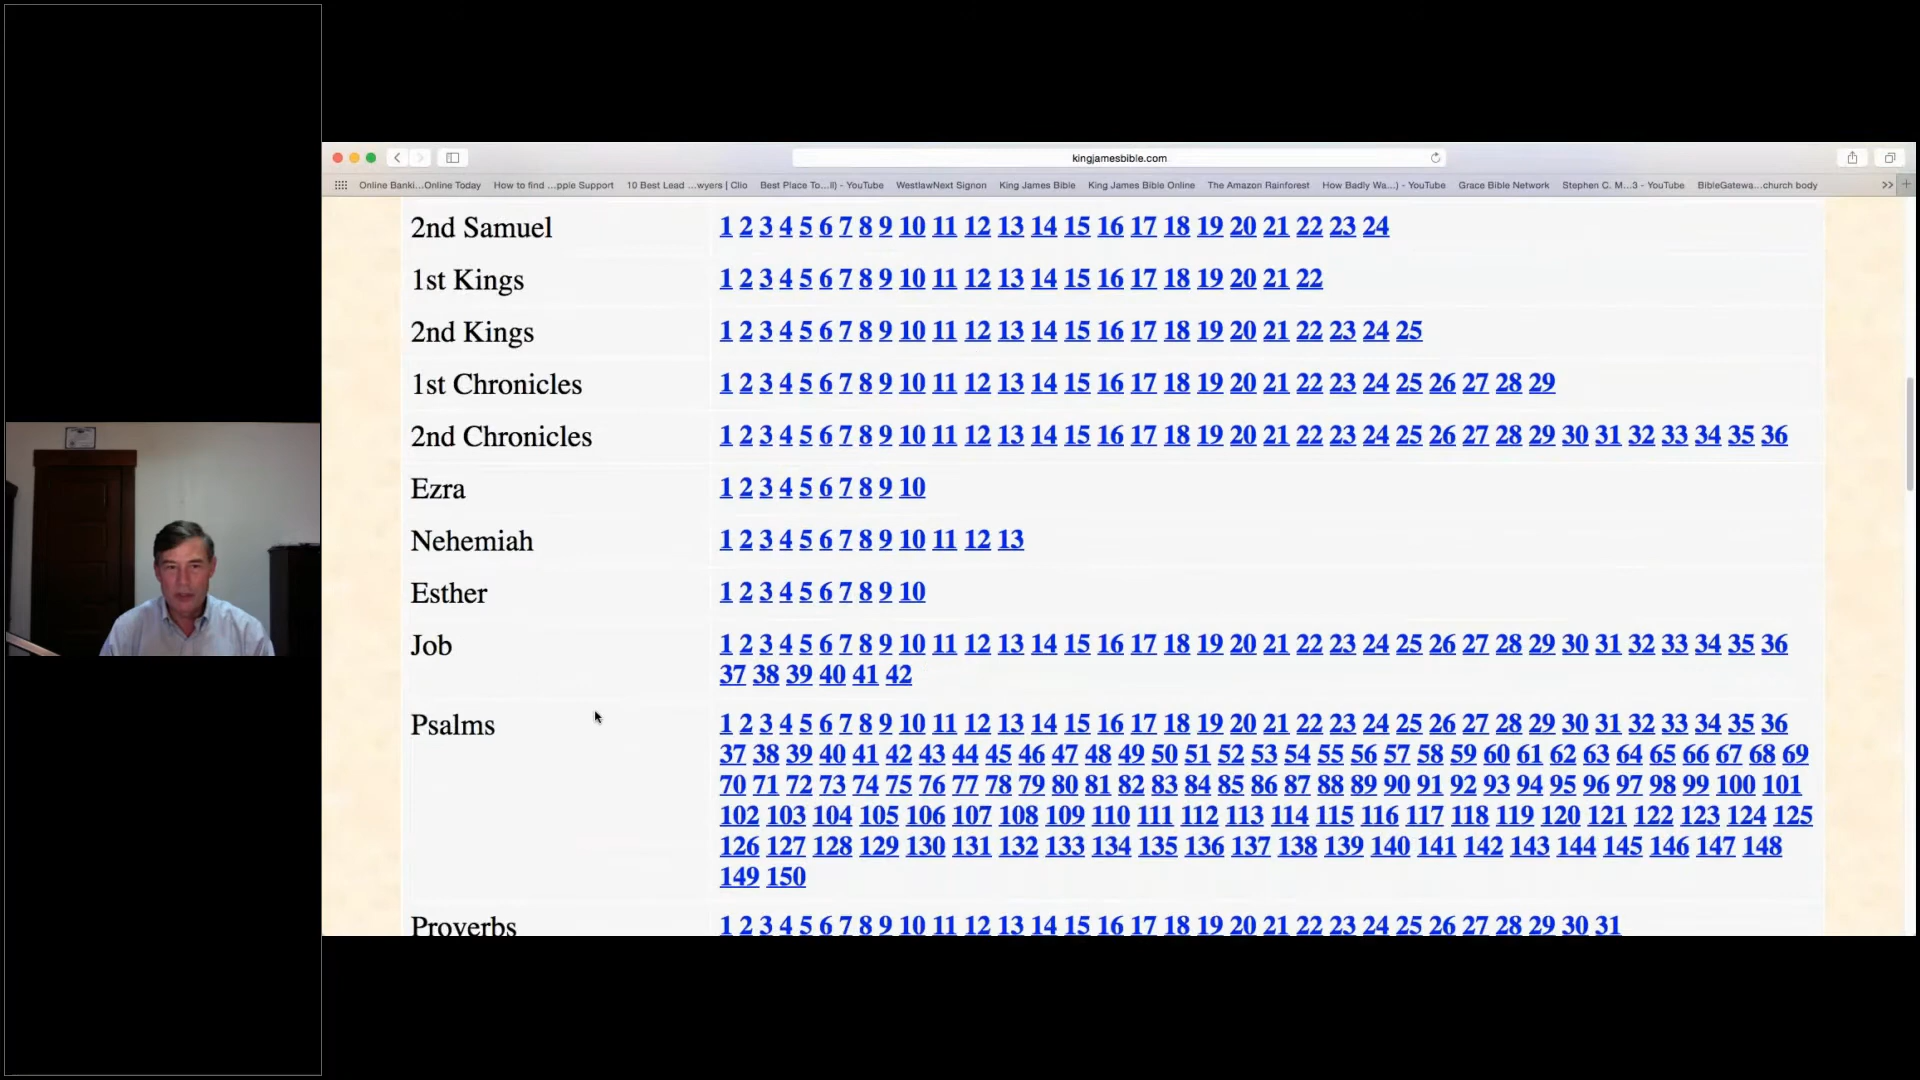 kingjamesbible.com
Online Banki...Online Today How to find ...pple Support 10 Best Lead ...wyers | Clio Best Place To...ll) - YouTube WestlawNext Signon King James Bible King James Bible Online The Amazon Rainforest How Badly Wa...) - YouTube Grace Bible Network Stephen C. M...3 - YouTube BibleGatewa...church body
2nd Samuel 1 2 3 4 5 6 7 8 9 10 11 12 13 14 15 16 17 18 19 20 21 22 23 24
1st Kings 1 2 3 4 5 6 7 8 9 10 11 12 13 14 15 16 17 18 19 20 21 22
2nd Kings 1 2 3 4 5 6 7 8 9 10 11 12 13 14 15 16 17 18 19 20 21 22 23 24 25
1st Chronicles 1 2 3 4 5 6 7 8 9 10 11 12 13 14 15 16 17 18 19 20 21 22 23 24 25 26 27 28 29
2nd Chronicles 1 2 3 4 5 6 7 8 9 10 11 12 13 14 15 16 17 18 19 20 21 22 23 24 25 26 27 28 29 30 31 32 33 34 35 36
Ezra 1 2 3 4 5 6 7 8 9 10
Nehemiah 1 2 3 4 5 6 7 8 9 10 11 12 13
Esther 1 2 3 4 5 6 7 8 9 10
Job 1 2 3 4 5 6 7 8 9 10 11 12 13 14 15 16 17 18 19 20 21 22 23 24 25 26 27 28 29 30 31 32 33 34 35 36
37 38 39 40 41 42
Psalms 1 2 3 4 5 6 7 8 9 10 11 12 13 14 15 16 17 18 19 20 21 22 23 24 25 26 27 28 29 30 31 32 33 34 35 36
37 38 39 40 41 42 43 44 45 46 47 48 49 50 51 52 53 54 55 56 57 58 59 60 61 62 63 64 65 66 67 68 69
70 71 72 73 74 75 76 77 78 79 80 81 82 83 84 85 86 87 88 89 90 91 92 93 94 95 96 97 98 99 100 101
102 103 104 105 106 107 108 109 110 111 112 113 114 115 116 117 118 119 120 121 122 123 124 125
126 127 128 129 130 131 132 133 134 135 136 137 138 139 140 141 142 143 144 145 146 147 148
149 150
Proverbs 1 2 3 4 5 6 7 8 9 10 11 12 13 14 15 16 17 18 19 20 21 22 23 24 25 26 27 28 29 30 31